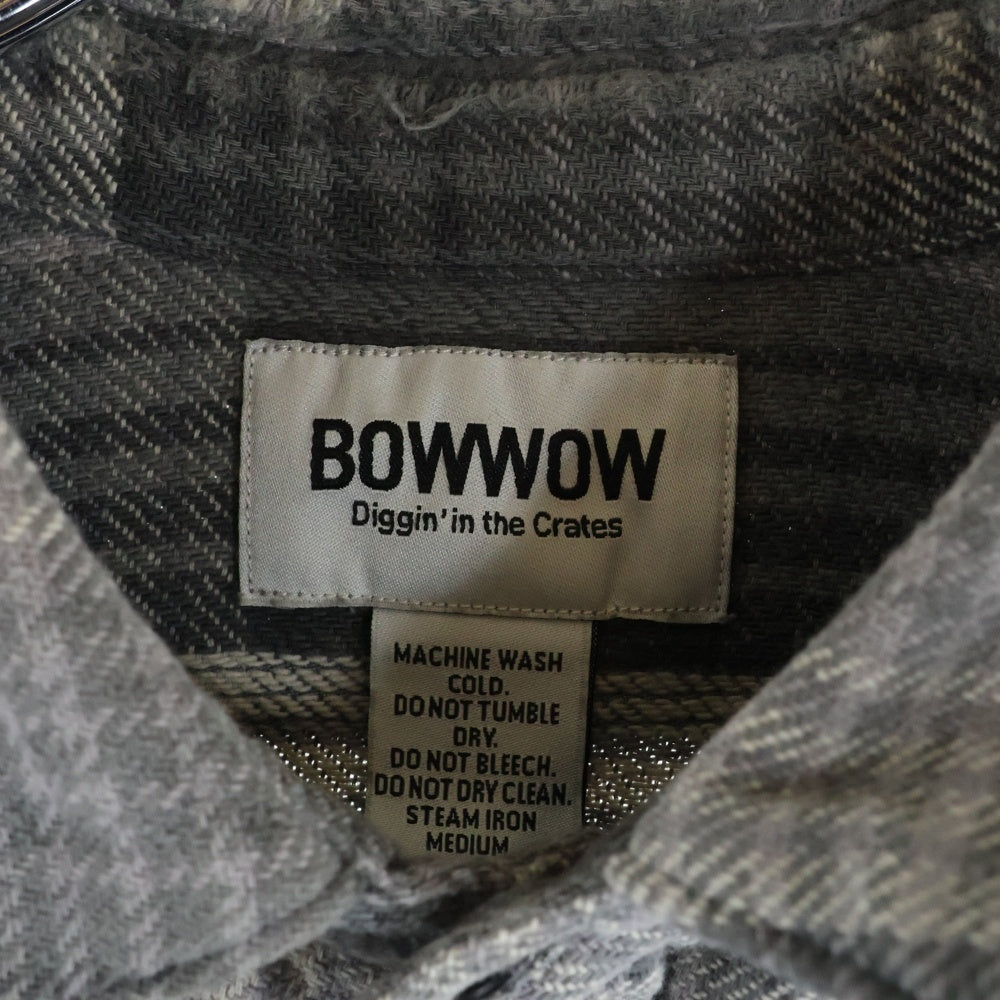 BOWWOW
Diggin' in the Crates
MACHINE WASH
COLD.
DO NOT TUMBLE
DRY.
DO NOT BLEECH.
DO NOT DRY CLEAN.
STEAM IRON
MEDIUM